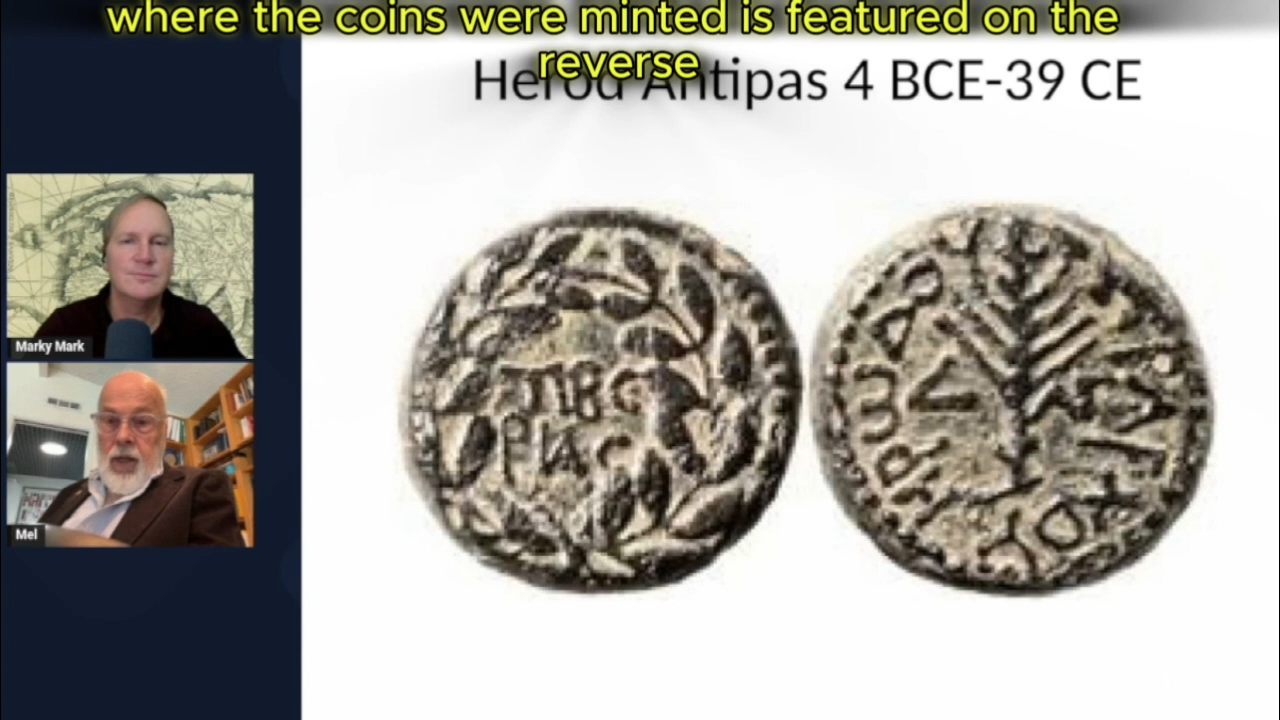 where the coins were minted is featured on the
reverse
Herod Antipas 4 BCE-39 CE
Marky Mark
Mel
ΤΙΒΕ
ΡΙΑϹ